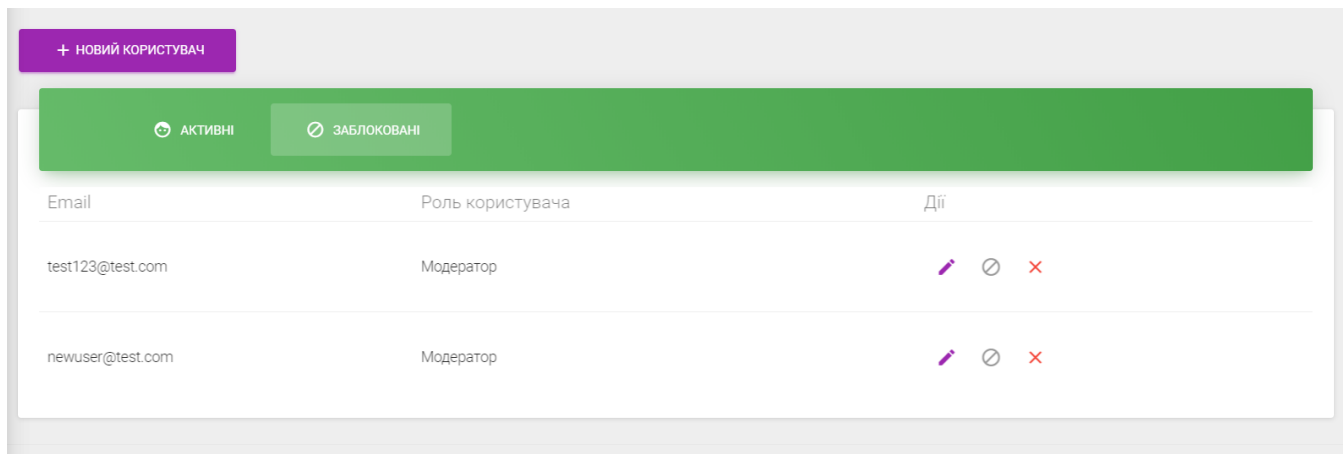 + НОВИЙ КОРИСТУВАЧ
АКТИВНІ ЗАБЛОКОВАНІ
Email Роль користувача Дії
test123@test.com Модератор
newuser@test.com Модератор